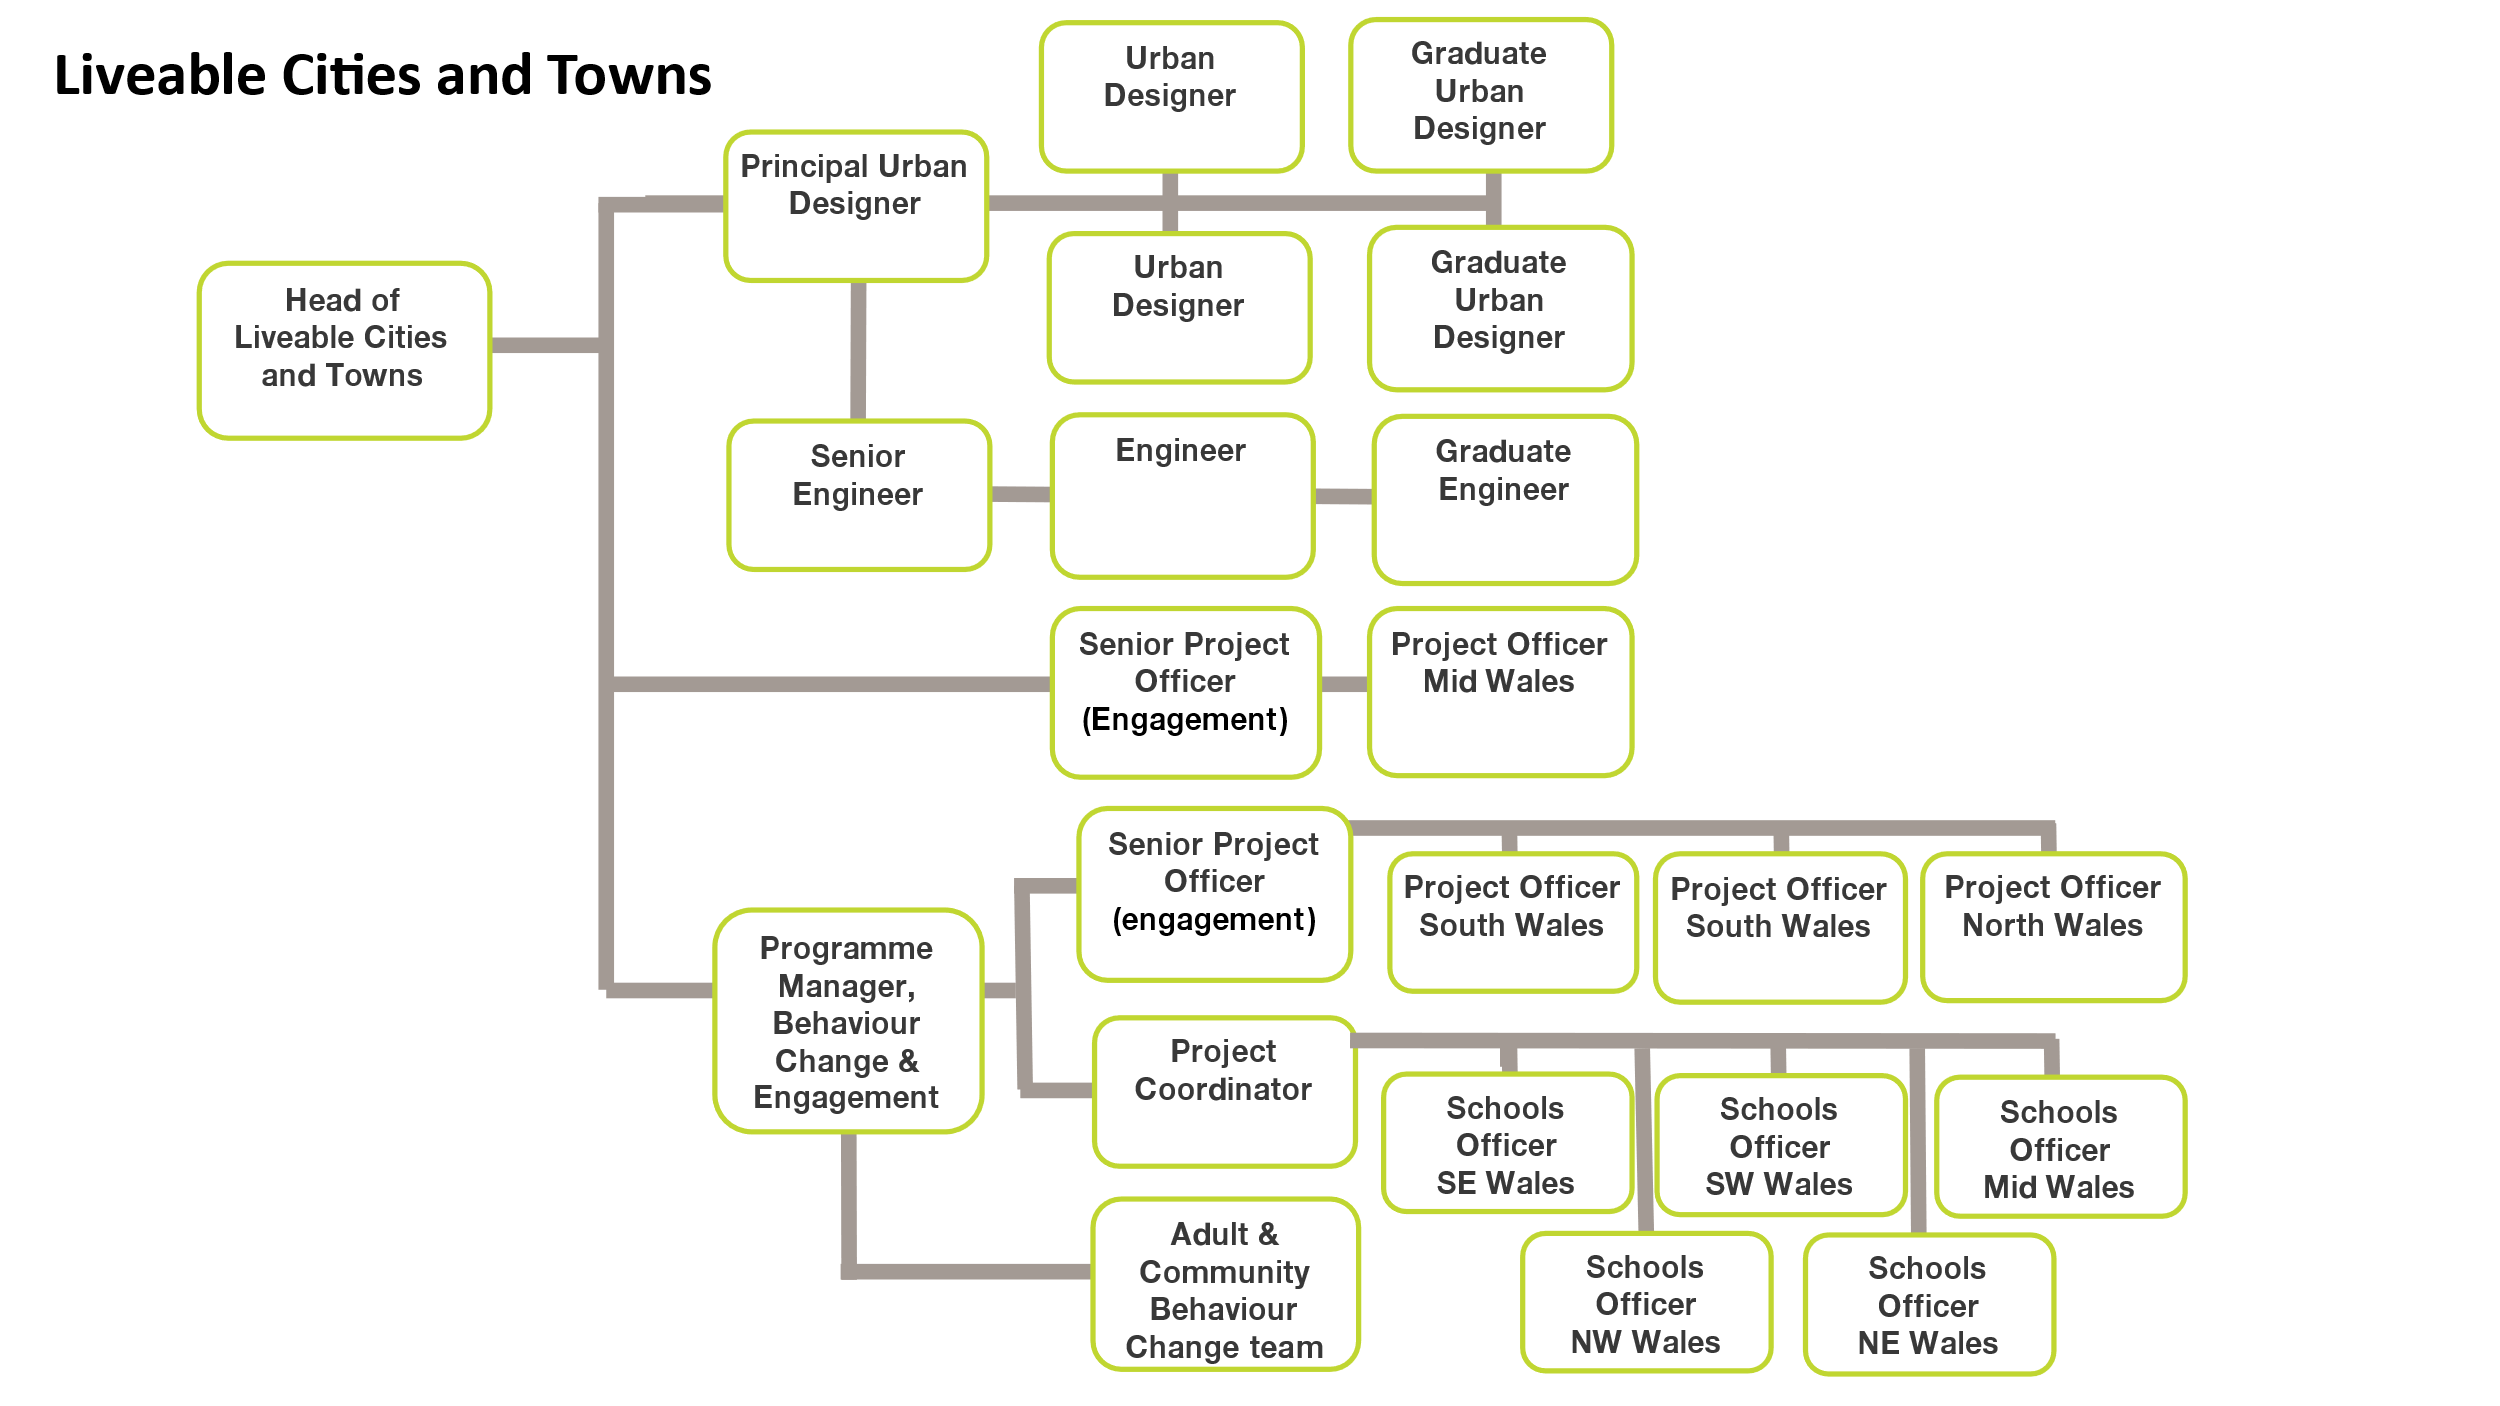 Liveable Cities and Towns
Urban
Designer
Graduate
Urban
Designer
Principal Urban
Designer
Urban
Designer
Graduate
Urban
Designer
Head of
Liveable Cities
and Towns
Senior
Engineer
Engineer
Graduate
Engineer
Senior Project
Officer
(Engagement)
Project Officer
Mid Wales
Senior Project
Officer
(engagement)
Project Officer
South Wales
Project Officer
South Wales
Project Officer
North Wales
Programme
Manager,
Behaviour
Change &
Engagement
Project
Coordinator
Schools
Officer
SE Wales
Schools
Officer
SW Wales
Schools
Officer
Mid Wales
Adult &
Community
Behaviour
Change team
Schools
Officer
NW Wales
Schools
Officer
NE Wales